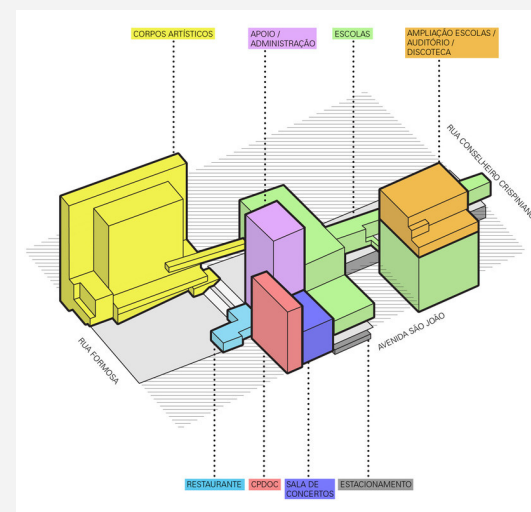 CORPOS ARTÍSTICOS
APOIO /
ADMINISTRAÇÃO
ESCOLAS
AMPLIAÇÃO ESCOLAS /
AUDITÓRIO /
DISCOTECA
RUA CONSELHEIRO CRISPINIANO
RUA FORMOSA
AVENIDA SÃO JOÃO
RESTAURANTE
CPDOC
SALA DE
CONCERTOS
ESTACIONAMENTO